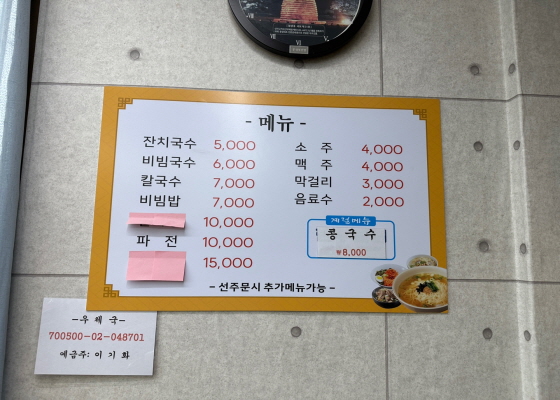 - 메뉴 -
잔치국수 5,000
비빔국수 6,000
칼국수 7,000
비빔밥 7,000
10,000
파 전 10,000
15,000
소 주 4,000
맥 주 4,000
막걸리 3,000
음료수 2,000
계절메뉴
콩국수
₩8,000
- 선주문시 추가메뉴가능 -
-우체국-
700500-02-048701
예금주: 이기화
VIII
VII
VI
V